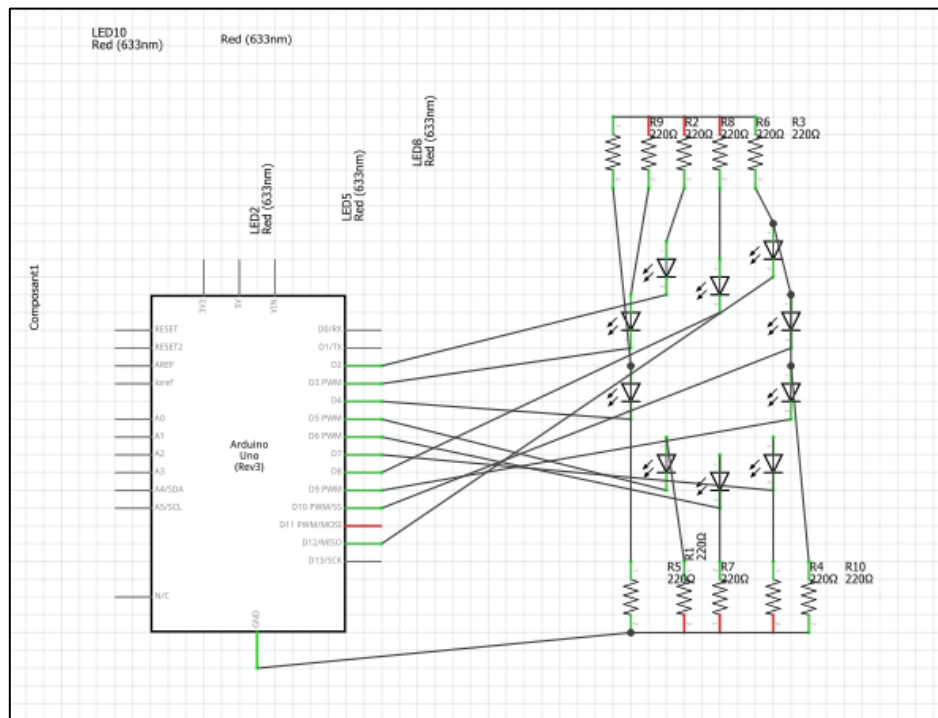 LED10
Red (633nm)
Red (633nm)
LED8
Red (633nm)
LED5
Red (633nm)
LED2
Red (633nm)
Composant1
R9
220Ω
R2
220Ω
R8
220Ω
R6
220Ω
R3
220Ω
3V3
5V
VIN
RESET
RESET2
AREF
ioref
A0
A1
A2
A3
A4/SDA
A5/SCL
N/C
Arduino
Uno
(Rev3)
D0/RX
D1/TX
D2
D3 PWM
D4
D5 PWM
D6 PWM
D7
D8
D9 PWM
D10 PWM/SS
D11 PWM/MOSI
D12/MISO
D13/SCK
GND
R1
220Ω
R5
220Ω
R7
220Ω
R4
220Ω
R10
220Ω